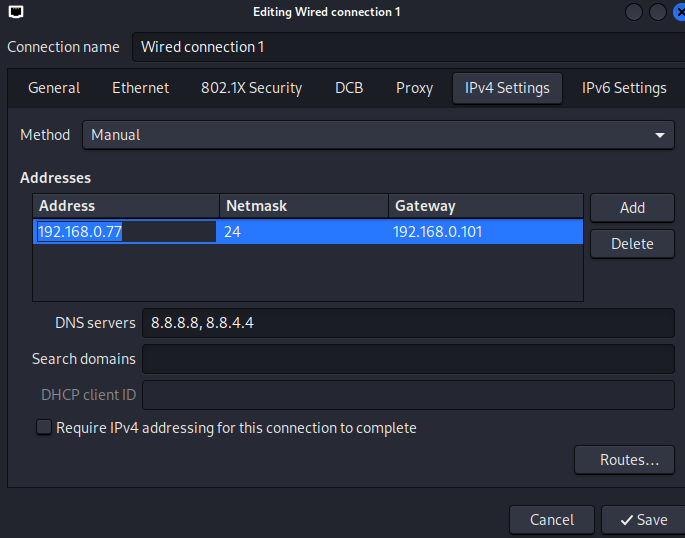 Editing Wired connection 1
Connection name Wired connection 1
General Ethernet 802.1X Security DCB Proxy IPv4 Settings IPv6 Settings
Method Manual
Addresses
Address Netmask Gateway
192.168.0.77 24 192.168.0.101
Add
Delete
DNS servers 8.8.8.8, 8.8.4.4
Search domains
DHCP client ID
Require IPv4 addressing for this connection to complete
Routes...
Cancel Save